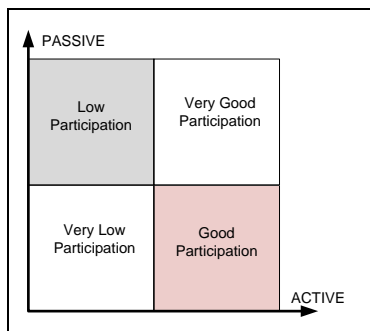 PASSIVE
Low
Participation
Very Good
Participation
Very Low
Participation
Good
Participation
ACTIVE